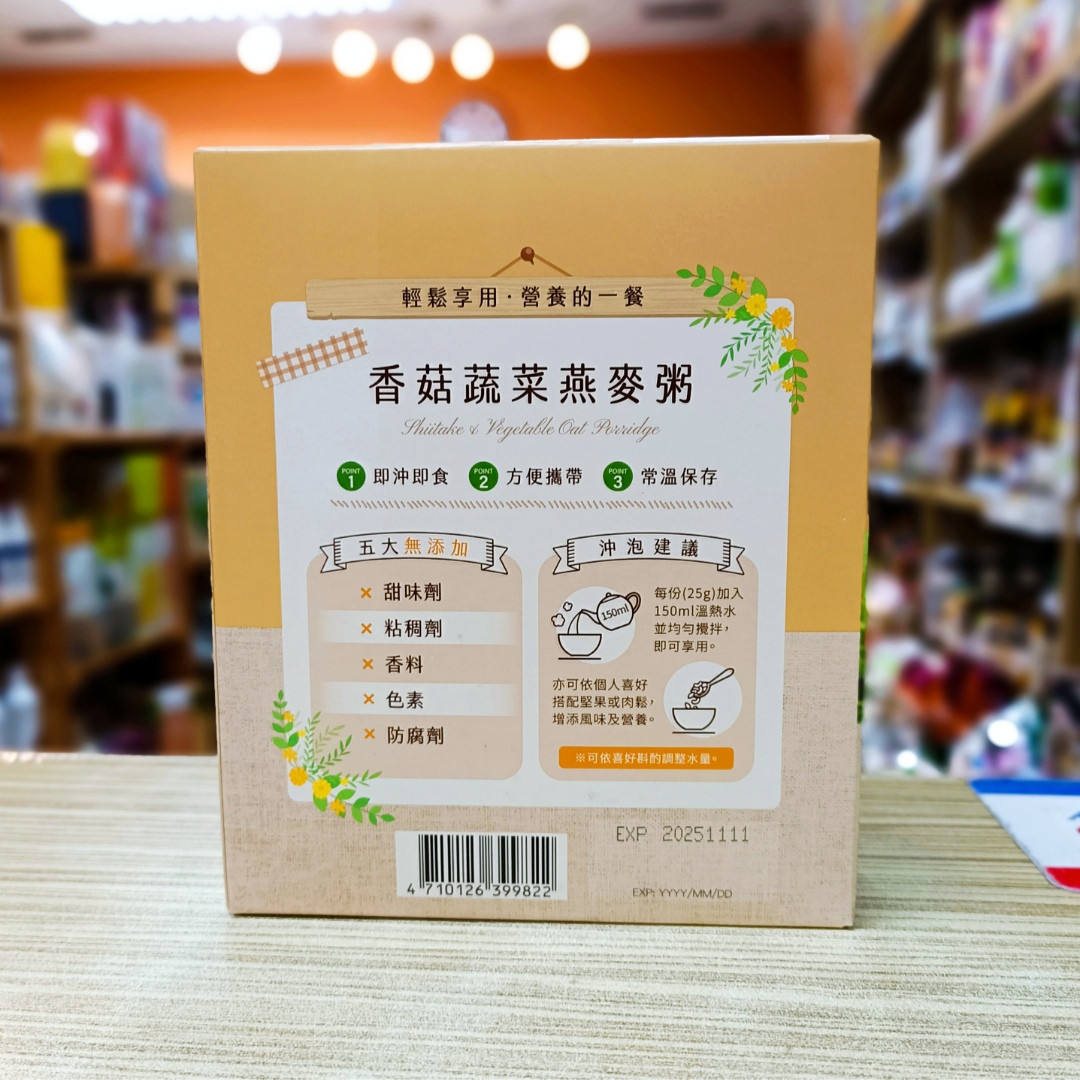 輕鬆享用·營養的一餐
香菇蔬菜燕麥粥
Shiitake & Vegetable Oat Porridge
POINT 1 即沖即食 POINT 2 方便攜帶 POINT 3 常溫保存
五大無添加
× 甜味劑
× 粘稠劑
× 香料
× 色素
× 防腐劑
沖泡建議
150ml
每份(25g)加入
150ml溫熱水
並均勻攪拌，
即可享用。
亦可依個人喜好
搭配堅果或肉鬆，
增添風味及營養。
※可依喜好斟酌調整水量。
EXP 20251111
4 710126 399822
EXP: YYYY/MM/DD